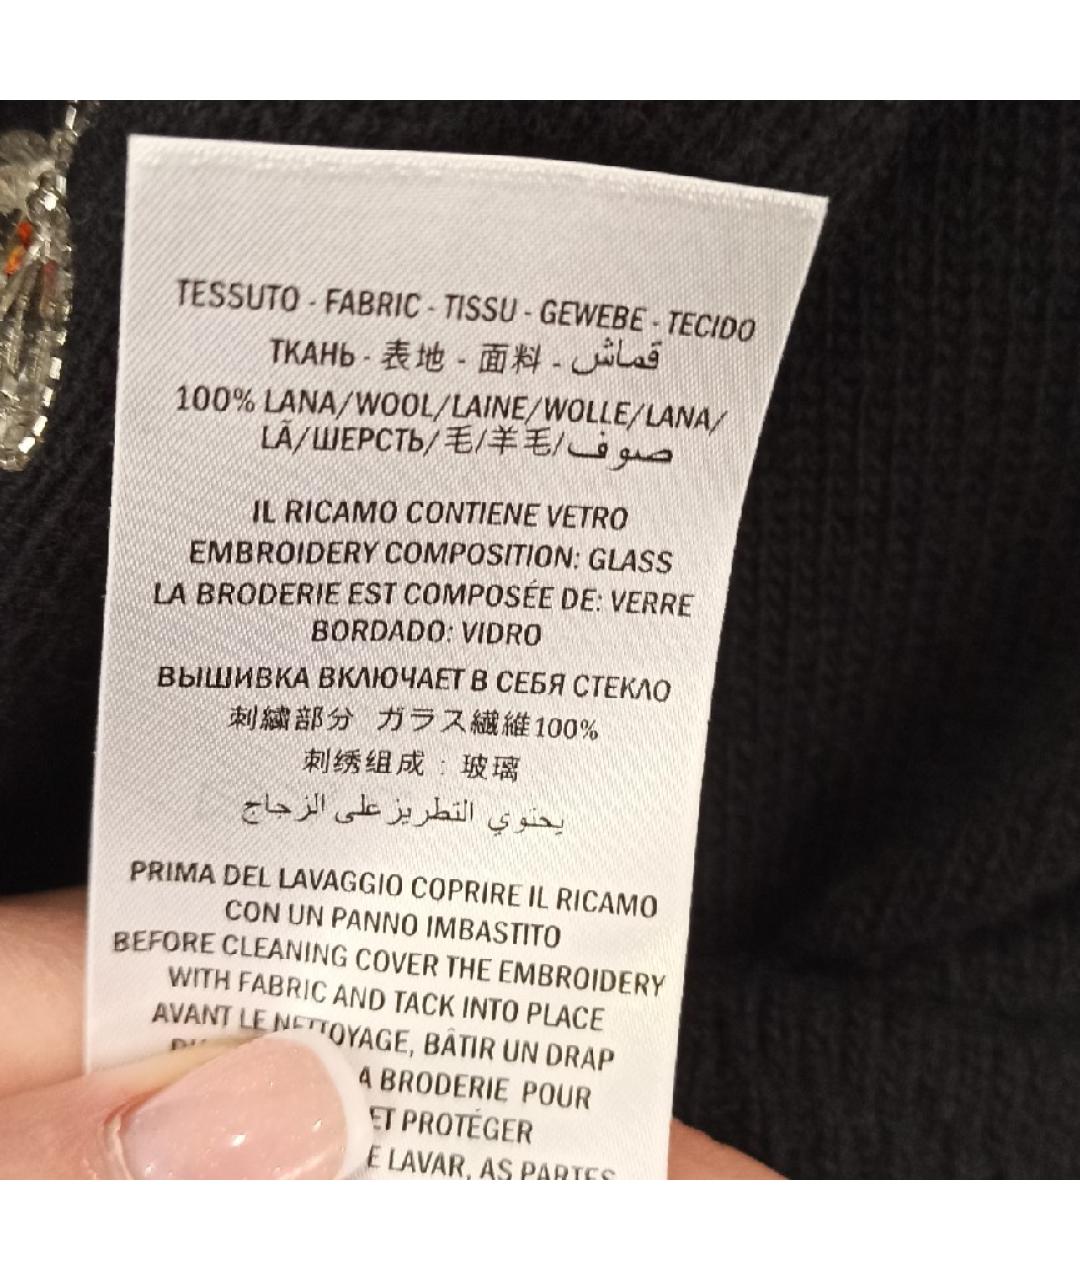 TESSUTO - FABRIC - TISSU - GEWEBE - TECIDO
ТКАНЬ - 表地 - 面料 - قماش
100% LANA/WOOL/LAINE/WOLLE/LANA/
LÃ/ШЕРСТЬ/毛/羊毛/صوف
IL RICAMO CONTIENE VETRO
EMBROIDERY COMPOSITION: GLASS
LA BRODERIE EST COMPOSÉE DE: VERRE
BORDADO: VIDRO
ВЫШИВКА ВКЛЮЧАЕТ В СЕБЯ СТЕКЛО
刺繍部分 ガラス繊維100%
刺绣组成 : 玻璃
يحتوي التطريز على الزجاج
PRIMA DEL LAVAGGIO COPRIRE IL RICAMO
CON UN PANNO IMBASTITO
BEFORE CLEANING COVER THE EMBROIDERY
WITH FABRIC AND TACK INTO PLACE
AVANT LE NETTOYAGE, BÂTIR UN DRAP
A BRODERIE POUR
ET PROTÉGER
E LAVAR, AS PARTES